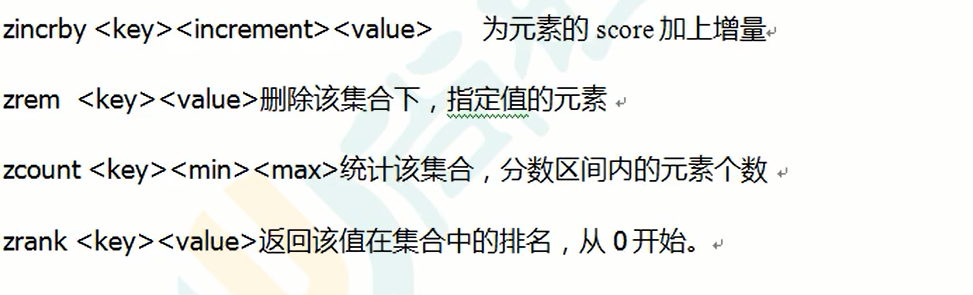 zincrby <key><increment><value> 为元素的 score 加上增量
zrem <key><value>删除该集合下，指定值的元素
zcount <key><min><max>统计该集合，分数区间内的元素个数
zrank <key><value>返回该值在集合中的排名，从 0 开始。